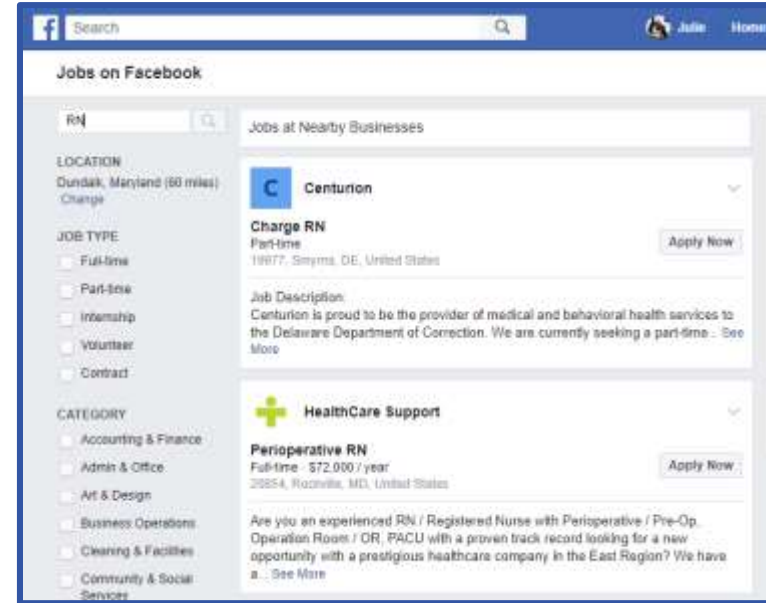 f Search Julie Home
Jobs on Facebook
RN
LOCATION
Dundalk, Maryland (60 miles)
Change
JOB TYPE
Full-time
Part-time
Internship
Volunteer
Contract
CATEGORY
Accounting & Finance
Admin & Office
Art & Design
Business Operations
Cleaning & Facilities
Community & Social
Services
Jobs at Nearby Businesses
C Centurion
Charge RN
Part-time
Apply Now
19977, Smyrna, DE, United States
Job Description:
Centurion is proud to be the provider of medical and behavioral health services to
the Delaware Department of Correction. We are currently seeking a part-time... See
More
HealthCare Support
Perioperative RN
Full-time · $72,000 / year
Apply Now
20854, Rockville, MD, United States
Are you an experienced RN / Registered Nurse with Perioperative / Pre-Op,
Operation Room / OR, PACU with a proven track record looking for a new
opportunity with a prestigious healthcare company in the East Region? We have
a... See More